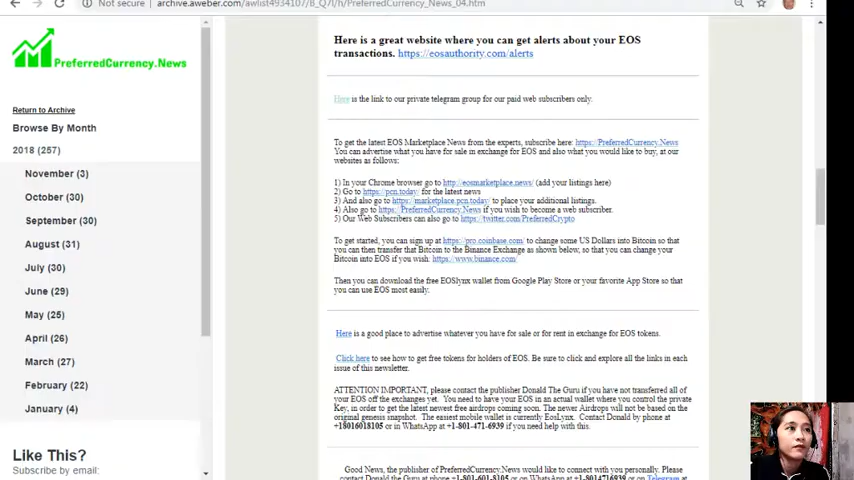 Not secure | archive.aweber.com/awlist4934107/B_Q7I/h/PreferredCurrency_News_04.htm
PreferredCurrency.News
Return to Archive
Browse By Month
2018 (257)
November (3)
October (30)
September (30)
August (31)
July (30)
June (29)
May (25)
April (26)
March (27)
February (22)
January (4)
Like This?
Subscribe by email:
Here is a great website where you can get alerts about your EOS
transactions. https://eosauthority.com/alerts
Here is the link to our private telegram group for our paid web subscribers only.
To get the latest EOS Marketplace News from the experts, subscribe here: https://PreferredCurrency.News
You can advertise what you have for sale in exchange for EOS and also what you would like to buy, at our
websites as follows:
1) In your Chrome browser go to http://eosmarketplace.news/ (add your listings here)
2) Go to https://pcn.today/ for the latest news
3) And also go to https://marketplace.pcn.today/ to place your additional listings.
4) Also go to https://PreferredCurrency.News if you wish to become a web subscriber.
5) Our Web Subscribers can also go to https://twitter.com/PreferredCrypto
To get started, you can sign up at https://pro.coinbase.com/ to change some US Dollars into Bitcoin so that
you can then transfer that Bitcoin to the Binance Exchange as shown below, so that you can change your
Bitcoin into EOS if you wish: https://www.binance.com/
Then you can download the free EOSlynx wallet from Google Play Store or your favorite App Store so that
you can use EOS most easily.
Here is a good place to advertise whatever you have for sale or for rent in exchange for EOS tokens.
Click here to see how to get free tokens for holders of EOS. Be sure to click and explore all the links in each
issue of this newsletter.
ATTENTION IMPORTANT, please contact the publisher Donald The Guru if you have not transferred all of
your EOS off the exchanges yet. You need to have your EOS in an actual wallet where you control the private
Key, in order to get the latest newest free airdrops coming soon. The newer Airdrops will not be based on the
original genesis snapshot. The easiest mobile wallet is currently EosLynx. Contact Donald by phone at
+18016018105 or in WhatsApp at +1-801-471-6939 if you need help with this.
Good News, the publisher of PreferredCurrency.News would like to connect with you personally. Please
contact Donald the Guru at phone +1-801-601-8105 or on WhatsApp at +1-8014716939 or on Telegram at